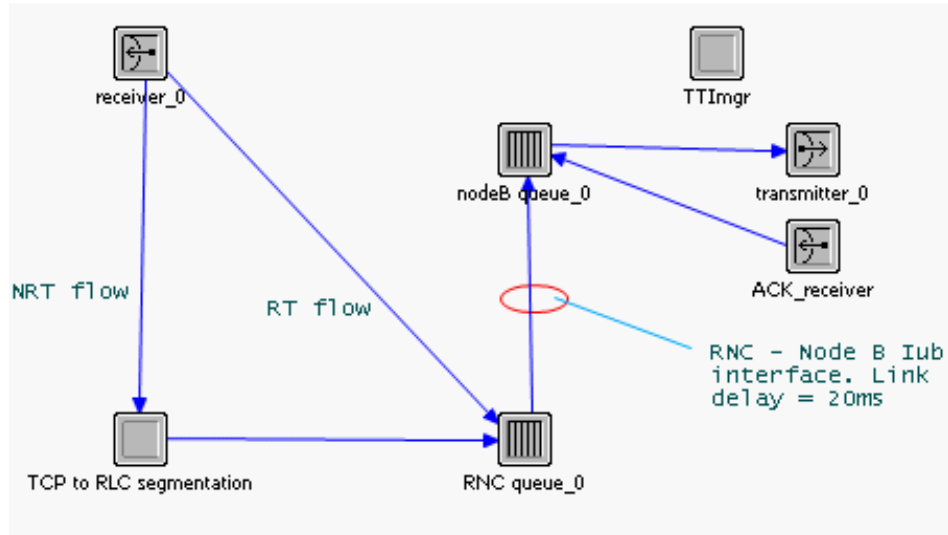 receiver_0
TTImgr
nodeB queue_0
transmitter_0
ACK_receiver
NRT flow
RT flow
RNC - Node B Iub
interface. Link
delay = 20ms
TCP to RLC segmentation
RNC queue_0